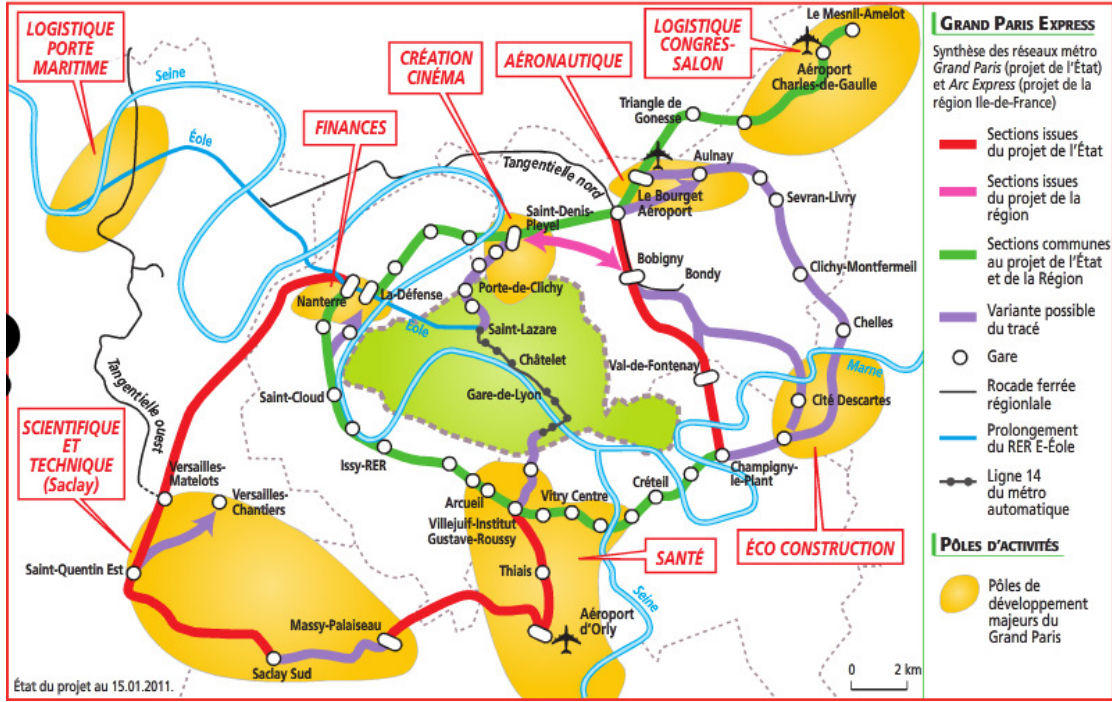 LOGISTIQUE
PORTE
MARITIME
Seine
Éole
FINANCES
CRÉATION
CINÉMA
AÉRONAUTIQUE
LOGISTIQUE
CONGRÈS-
SALON
Le Mesnil-Amelot
Aéroport
Charles-de-Gaulle
Triangle de
Gonesse
Tangentielle nord
Aulnay
Le Bourget
Aéroport
Sevran-Livry
Saint-Denis-
Pleyel
Bobigny
Bondy
Clichy-Montfermeil
Nanterre
La-Défense
Porte-de-Clichy
Éole
Saint-Lazare
Châtelet
Gare-de-Lyon
Chelles
Val-de-Fontenay
Marne
Cité Descartes
Tangentielle ouest
Saint-Cloud
SCIENTIFIQUE
ET
TECHNIQUE
(Saclay)
Versailles-
Matelots
Versailles-
Chantiers
Issy-RER
Arcueil
Villejuif-Institut
Gustave-Roussy
Vitry Centre
Créteil
Champigny-
le-Plant
ÉCO CONSTRUCTION
SANTÉ
Saint-Quentin Est
Thiais
Seine
Massy-Palaiseau
Aéroport
d'Orly
Saclay Sud
État du projet au 15.01.2011.
0 2 km
GRAND PARIS EXPRESS
Synthèse des réseaux métro
Grand Paris (projet de l'État)
et Arc Express (projet de la
région Ile-de-France)
Sections issues
du projet de l'État
Sections issues
du projet de la
région
Sections communes
au projet de l'État
et de la Région
Variante possible
du tracé
Gare
Rocade ferrée
régionlale
Prolongement
du RER E-Éole
Ligne 14
du métro
automatique
PÔLES D'ACTIVITÉS
Pôles de
développement
majeurs du
Grand Paris